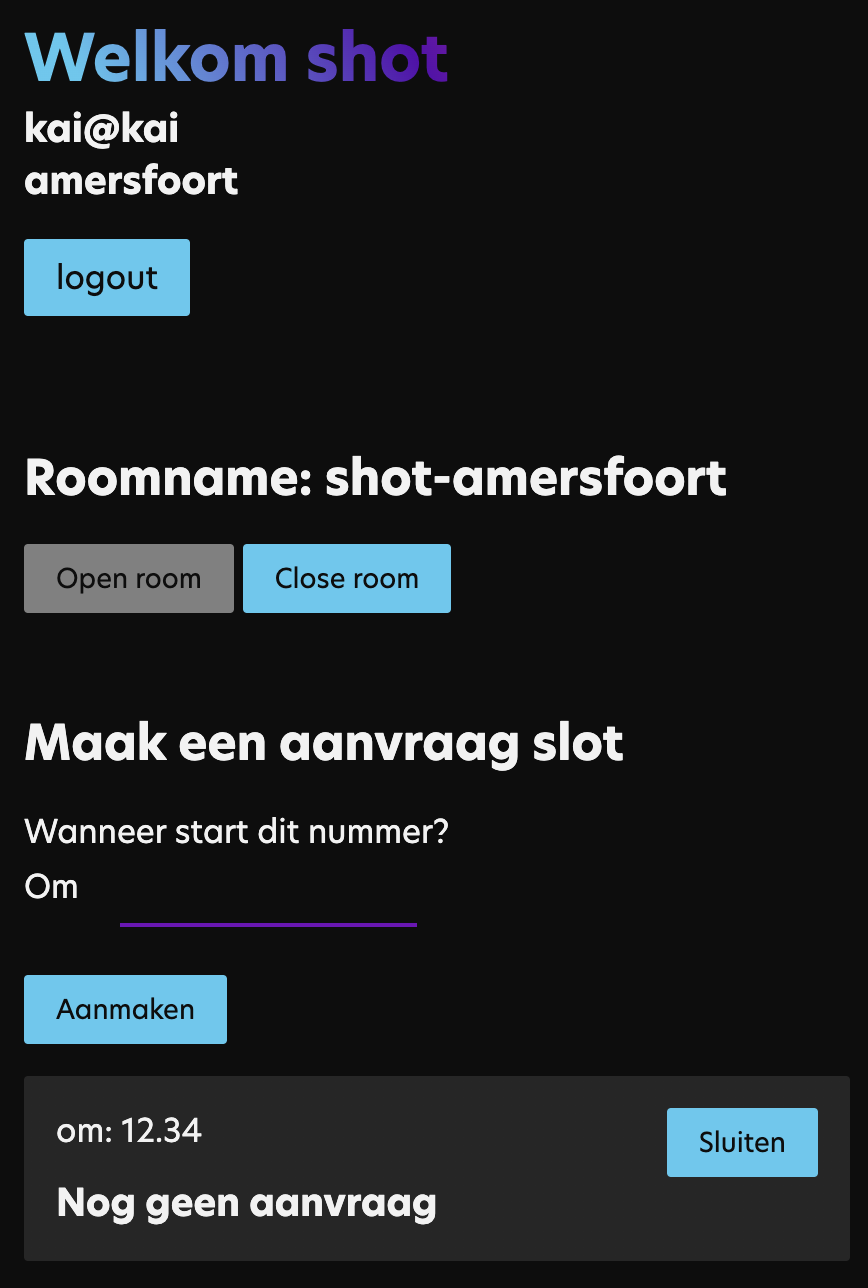 Welkom shot
kai@kai
amersfoort
logout
Roomname: shot-amersfoort
Open room Close room
Maak een aanvraag slot
Wanneer start dit nummer?
Om
Aanmaken
om: 12.34
Sluiten
Nog geen aanvraag